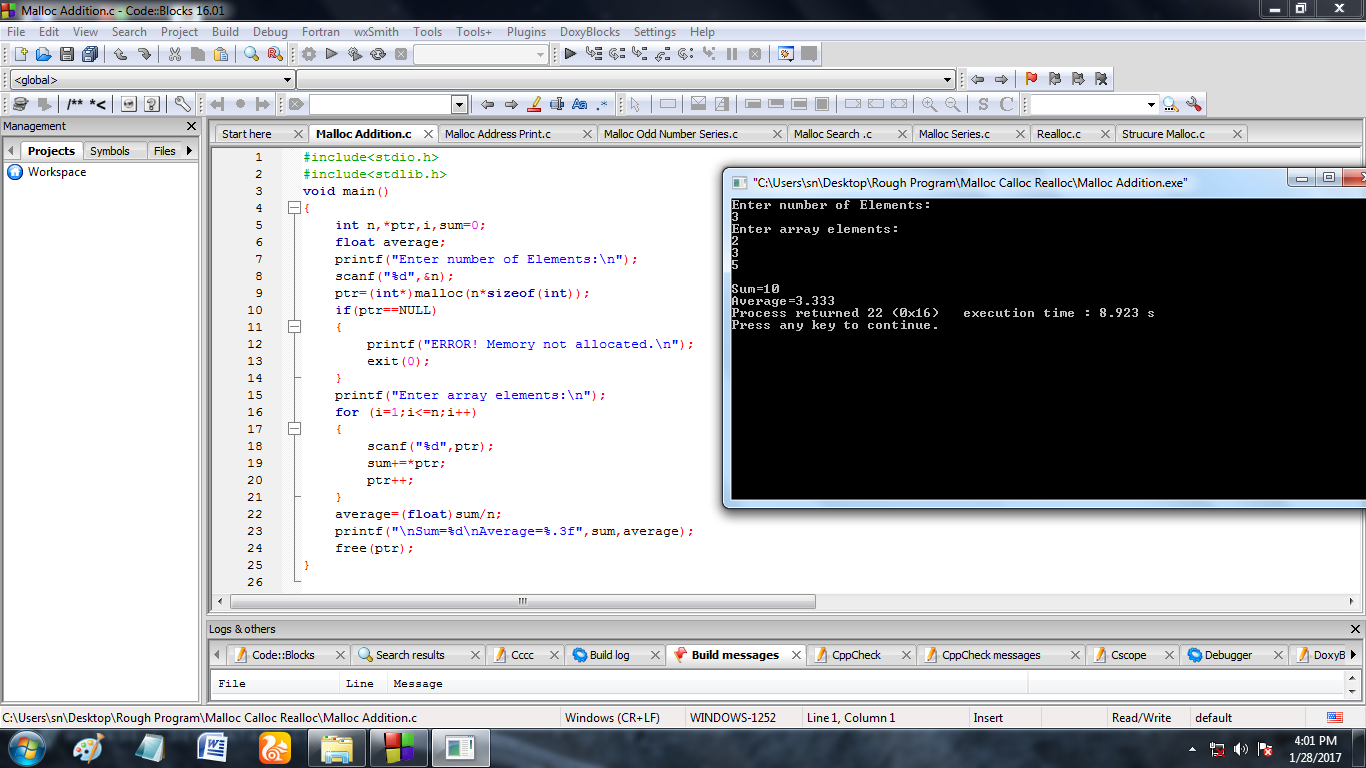 Malloc Addition.c - Code::Blocks 16.01
File Edit View Search Project Build Debug Fortran wxSmith Tools Tools+ Plugins DoxyBlocks Settings Help
<global>
/** *<
S C
Management
Projects Symbols Files
Workspace
Start here Malloc Addition.c Malloc Address Print.c Malloc Odd Number Series.c Malloc Search .c Malloc Series.c Realloc.c Strucure Malloc.c
1 #include<stdio.h>
2 #include<stdlib.h>
3 void main()
4 {
5 int n,*ptr,i,sum=0;
6 float average;
7 printf("Enter number of Elements:\n");
8 scanf("%d",&n);
9 ptr=(int*)malloc(n*sizeof(int));
10 if(ptr==NULL)
11 {
12 printf("ERROR! Memory not allocated.\n");
13 exit(0);
14 }
15 printf("Enter array elements:\n");
16 for (i=1;i<=n;i++)
17 {
18 scanf("%d",ptr);
19 sum+=*ptr;
20 ptr++;
21 }
22 average=(float)sum/n;
23 printf("\nSum=%d\nAverage=%.3f",sum,average);
24 free(ptr);
25 }
26
"C:\Users\sn\Desktop\Rough Program\Malloc Calloc Realloc\Malloc Addition.exe"
Enter number of Elements:
3
Enter array elements:
2
3
5
Sum=10
Average=3.333
Process returned 22 (0x16) execution time : 8.923 s
Press any key to continue.
Logs & others
Code::Blocks Search results Cccc Build log Build messages CppCheck CppCheck messages Cscope Debugger DoxyB
File Line Message
C:\Users\sn\Desktop\Rough Program\Malloc Calloc Realloc\Malloc Addition.c Windows (CR+LF) WINDOWS-1252 Line 1, Column 1 Insert Read/Write default
4:01 PM
1/28/2017